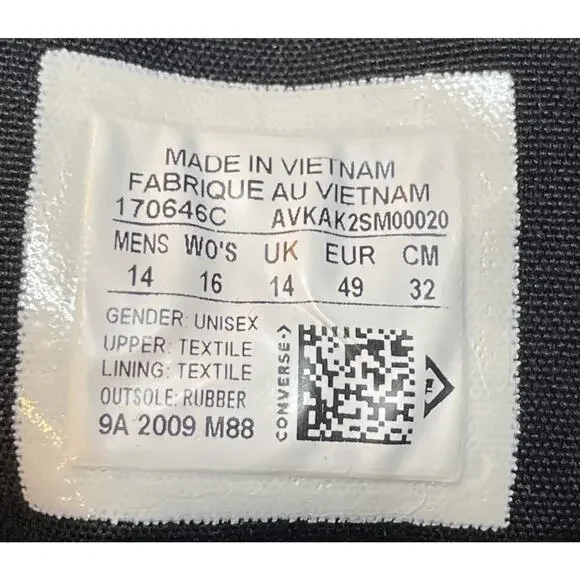 MADE IN VIETNAM
FABRIQUE AU VIETNAM
170646C AVKAK2SM00020
MENS WO'S UK EUR CM
14 16 14 49 32
GENDER: UNISEX
UPPER: TEXTILE
LINING: TEXTILE
OUTSOLE: RUBBER
9A 2009 M88
CONVERSE